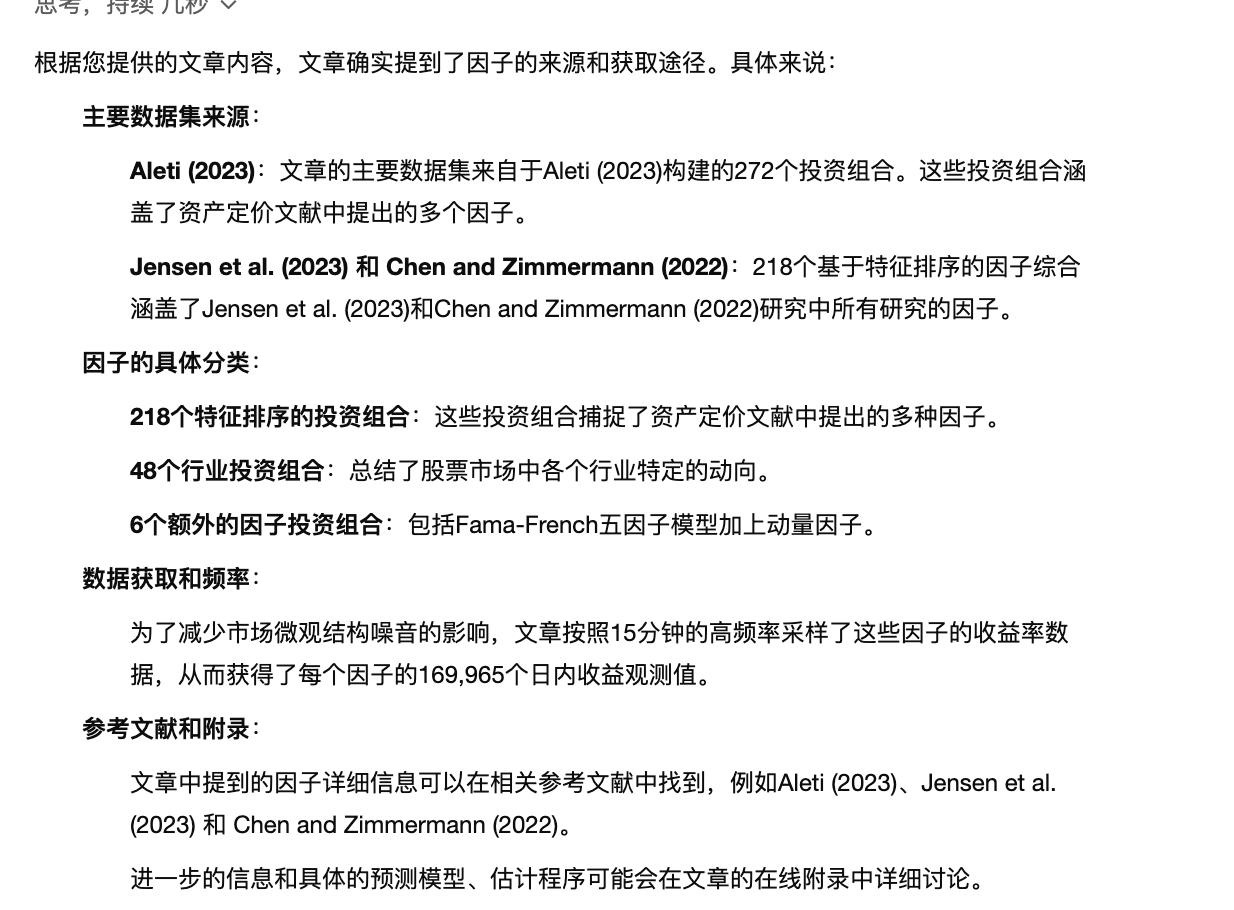 思考，持续 几秒
根据您提供的文章内容，文章确实提到了因子的来源和获取途径。具体来说：
主要数据集来源：
Aleti (2023)：文章的主要数据集来自于Aleti (2023)构建的272个投资组合。这些投资组合涵
盖了资产定价文献中提出的多个因子。
Jensen et al. (2023) 和 Chen and Zimmermann (2022)：218个基于特征排序的因子综合
涵盖了Jensen et al. (2023)和Chen and Zimmermann (2022)研究中所有研究的因子。
因子的具体分类：
218个特征排序的投资组合：这些投资组合捕捉了资产定价文献中提出的多种因子。
48个行业投资组合：总结了股票市场中各个行业特定的动向。
6个额外的因子投资组合：包括Fama-French五因子模型加上动量因子。
数据获取和频率：
为了减少市场微观结构噪音的影响，文章按照15分钟的高频率采样了这些因子的收益率数
据，从而获得了每个因子的169,965个日内收益观测值。
参考文献和附录：
文章中提到的因子详细信息可以在相关参考文献中找到，例如Aleti (2023)、Jensen et al.
(2023) 和 Chen and Zimmermann (2022)。
进一步的信息和具体的预测模型、估计程序可能会在文章的在线附录中详细讨论。